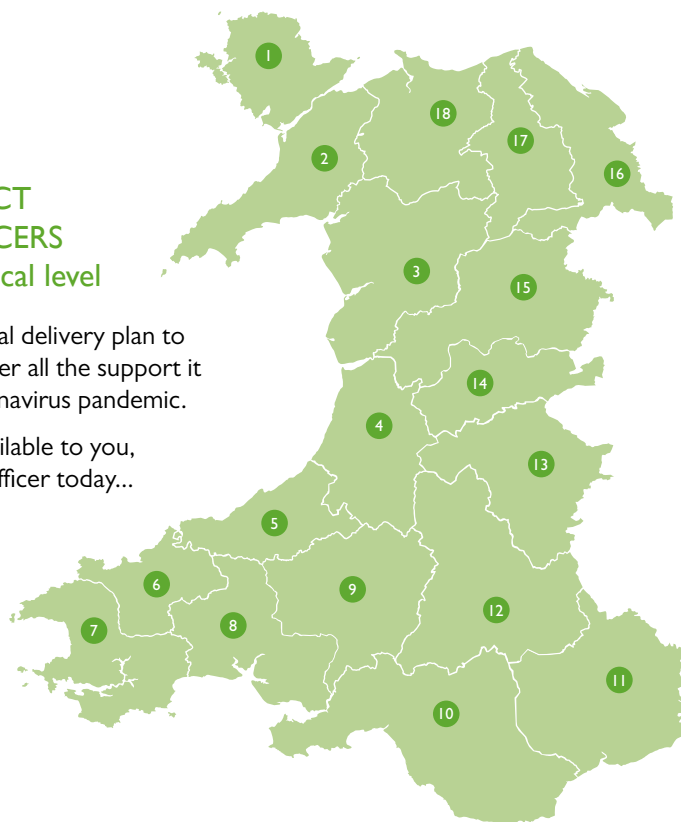 CT
CERS
cal level
al delivery plan to
er all the support it
navirus pandemic.
ilable to you,
fficer today...
1
18
17
2
16
3
15
14
4
13
5
6
9
12
8
7
11
10